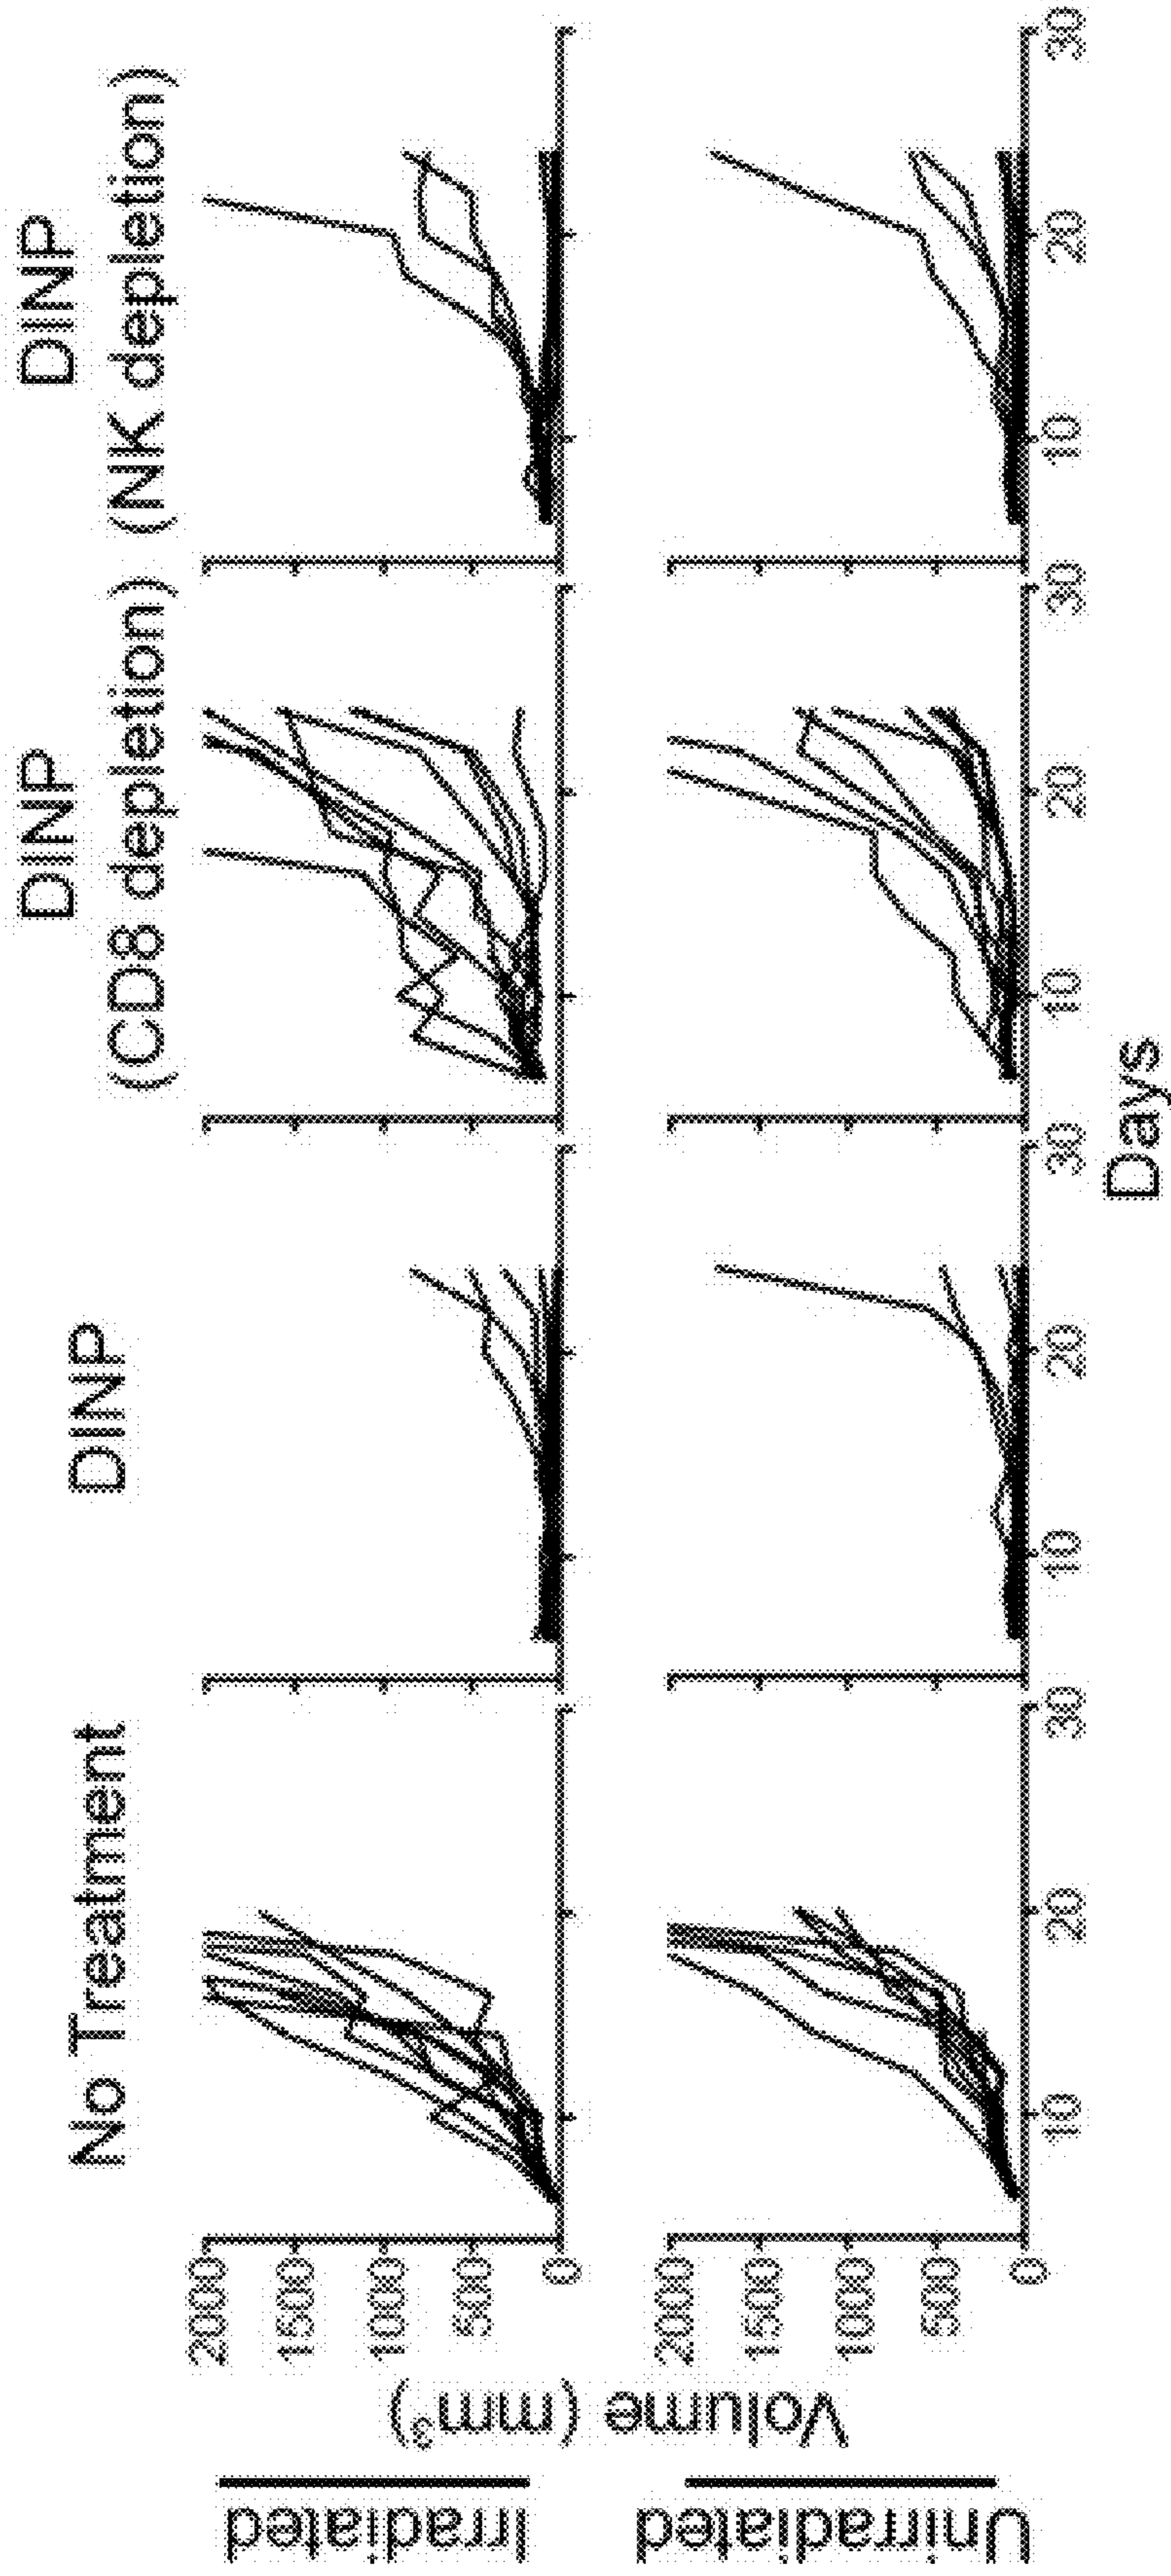 No Treatment
DINP
DINP
(CD8 depletion)
DINP
(NK depletion)
Irradiated
Unirradiated
Volume (mm³)
2000
1500
1000
500
0
2000
1500
1000
500
0
10
20
30
10
20
30
10
20
30
10
20
30
Days